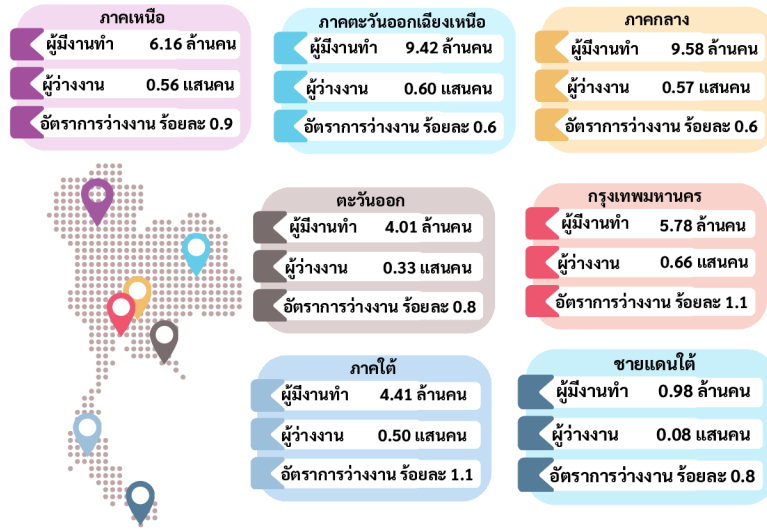 ภาคเหนือ
ผู้มีงานทำ 6.16 ล้านคน
ผู้ว่างงาน 0.56 แสนคน
อัตราการว่างงาน ร้อยละ 0.9
ภาคตะวันออกเฉียงเหนือ
ผู้มีงานทำ 9.42 ล้านคน
ผู้ว่างงาน 0.60 แสนคน
อัตราการว่างงาน ร้อยละ 0.6
ภาคกลาง
ผู้มีงานทำ 9.58 ล้านคน
ผู้ว่างงาน 0.57 แสนคน
อัตราการว่างงาน ร้อยละ 0.6
ตะวันออก
ผู้มีงานทำ 4.01 ล้านคน
ผู้ว่างงาน 0.33 แสนคน
อัตราการว่างงาน ร้อยละ 0.8
กรุงเทพมหานคร
ผู้มีงานทำ 5.78 ล้านคน
ผู้ว่างงาน 0.66 แสนคน
อัตราการว่างงาน ร้อยละ 1.1
ภาคใต้
ผู้มีงานทำ 4.41 ล้านคน
ผู้ว่างงาน 0.50 แสนคน
อัตราการว่างงาน ร้อยละ 1.1
ชายแดนใต้
ผู้มีงานทำ 0.98 ล้านคน
ผู้ว่างงาน 0.08 แสนคน
อัตราการว่างงาน ร้อยละ 0.8